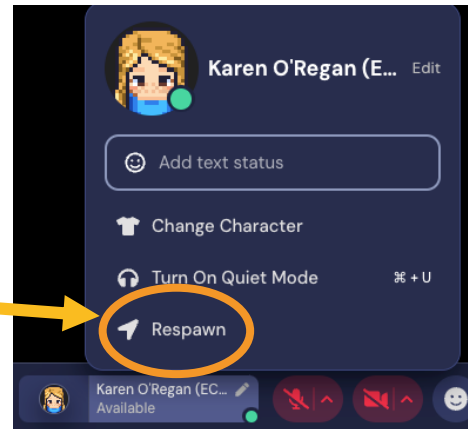 Karen O'Regan (E... Edit
Add text status
Change Character
Turn On Quiet Mode ⌘ + U
Respawn
Karen O'Regan (EC...
Available